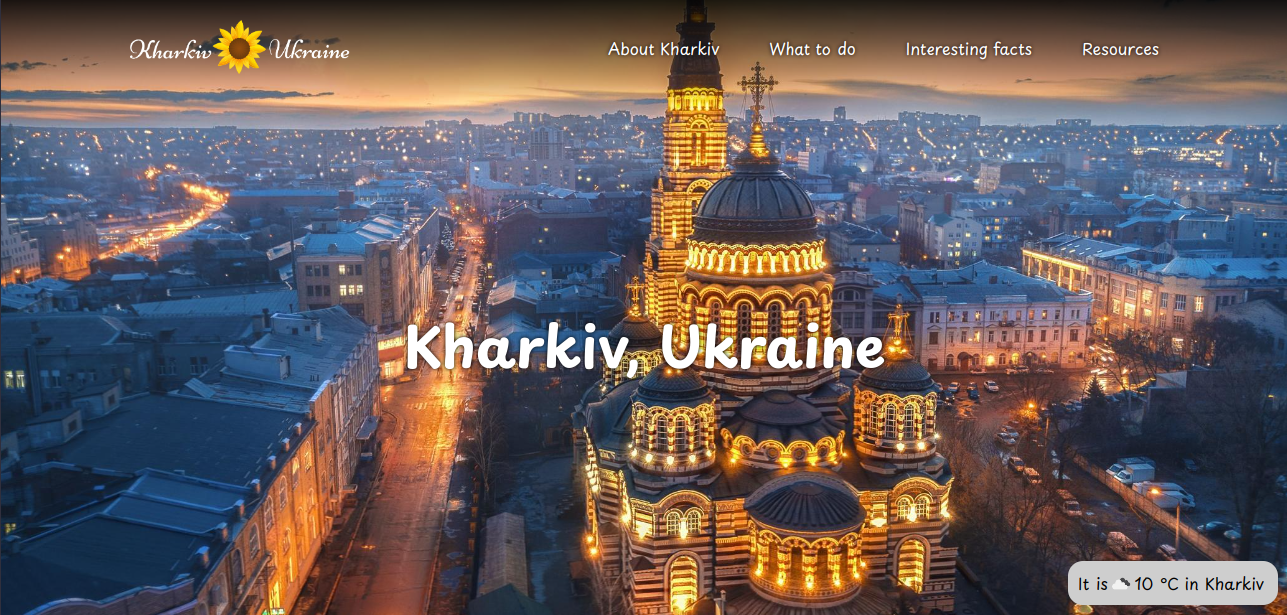 Kharkiv Ukraine
About Kharkiv
What to do
Interesting facts
Resources
Kharkiv, Ukraine
It is 10 °C in Kharkiv